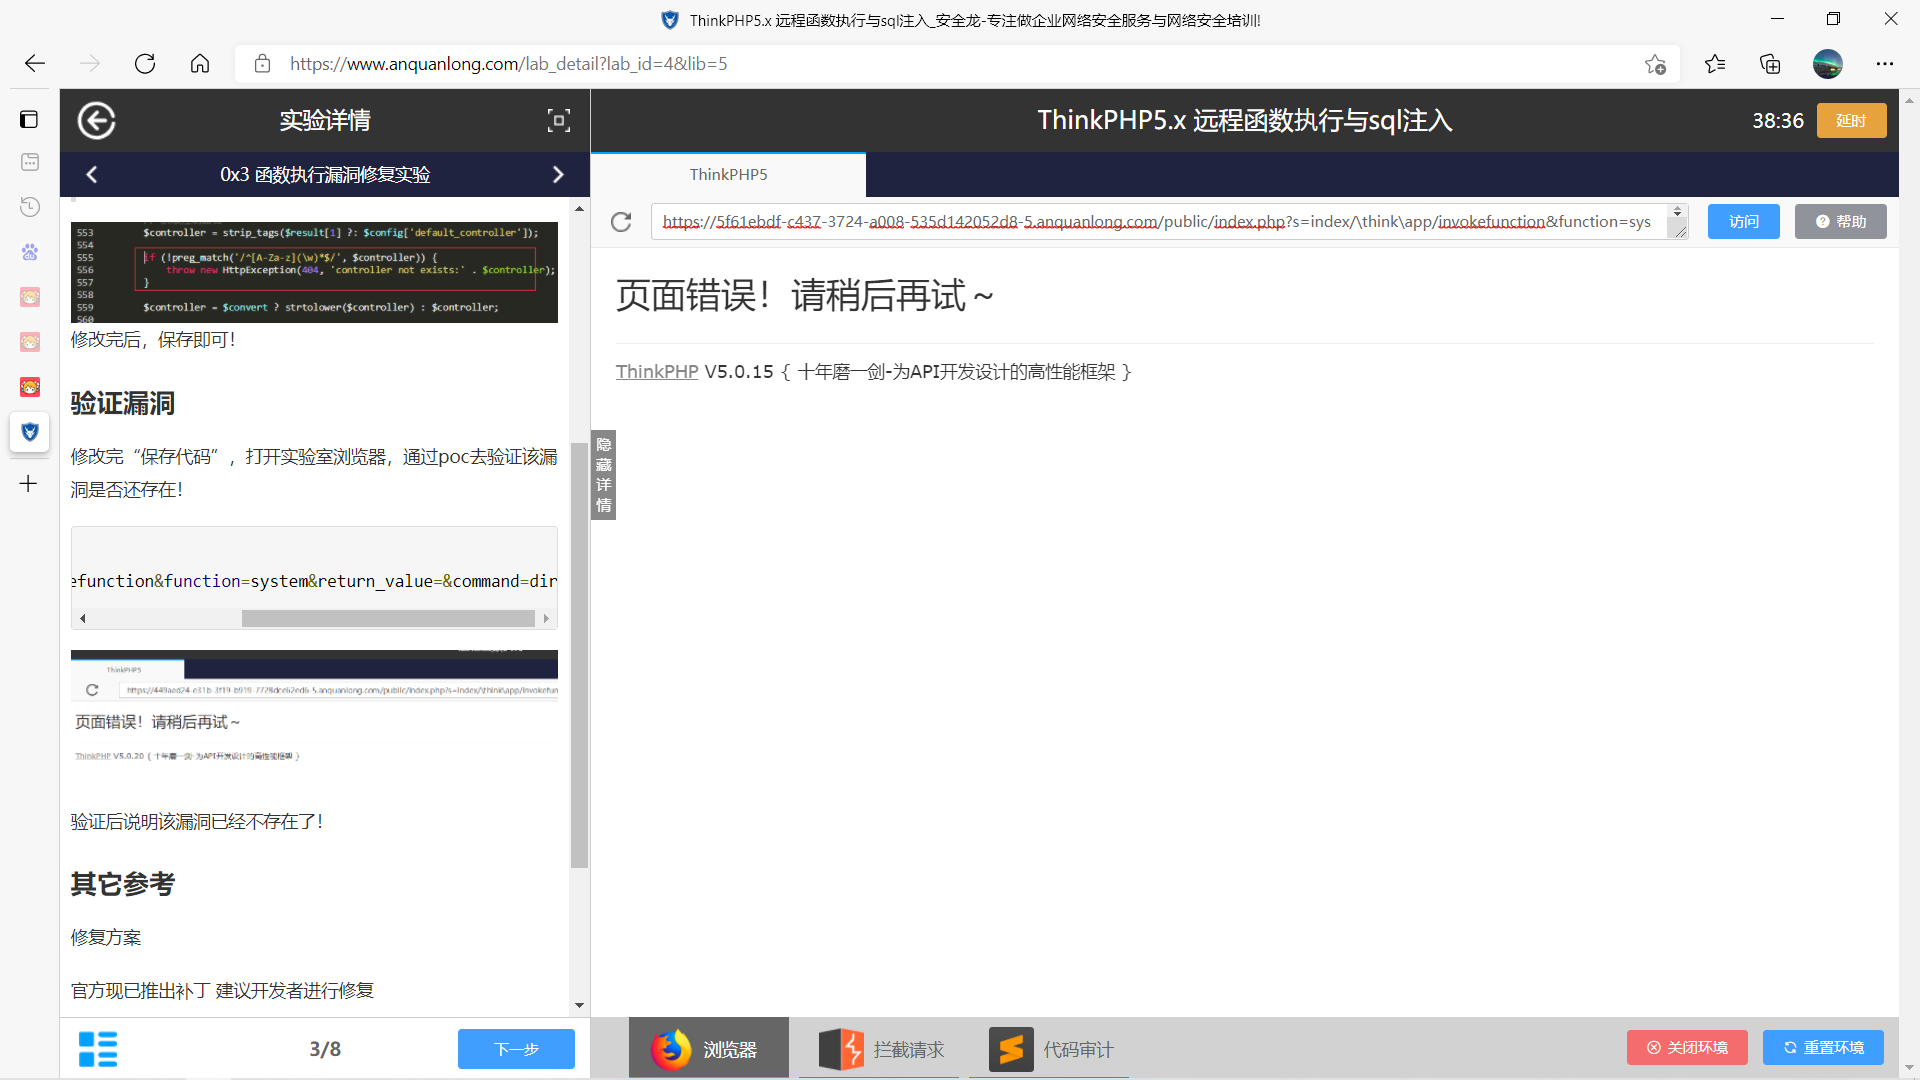 ThinkPHP5.x 远程函数执行与sql注入_安全龙-专注做企业网络安全服务与网络安全培训!
https://www.anquanlong.com/lab_detail?lab_id=4&lib=5
实验详情
0x3 函数执行漏洞修复实验
553 $controller = strip_tags($result[1] ?: $config['default_controller']);
554
555 if (!preg_match('/^[A-Za-z](\w)*$/', $controller)) {
556 throw new HttpException(404, 'controller not exists:' . $controller);
557 }
558
559 $controller = $convert ? strtolower($controller) : $controller;
560
修改完后，保存即可！
验证漏洞
修改完“保存代码”，打开实验室浏览器，通过poc去验证该漏
洞是否还存在！
efunction&function=system&return_value=&command=dir
ThinkPHP5
页面错误！请稍后再试～
ThinkPHP V5.0.20 { 十年磨一剑-为API开发设计的高性能框架 }
验证后说明该漏洞已经不存在了！
其它参考
修复方案
官方现已推出补丁 建议开发者进行修复
3/8
下一步
隐藏详情
ThinkPHP5.x 远程函数执行与sql注入
38:36
延时
ThinkPHP5
https://5f61ebdf-c437-3724-a008-535d142052d8-5.anquanlong.com/public/index.php?s=index/\think\app/invokefunction&function=sys
访问
帮助
页面错误！请稍后再试～
ThinkPHP V5.0.15 { 十年磨一剑-为API开发设计的高性能框架 }
浏览器
拦截请求
代码审计
关闭环境
重置环境